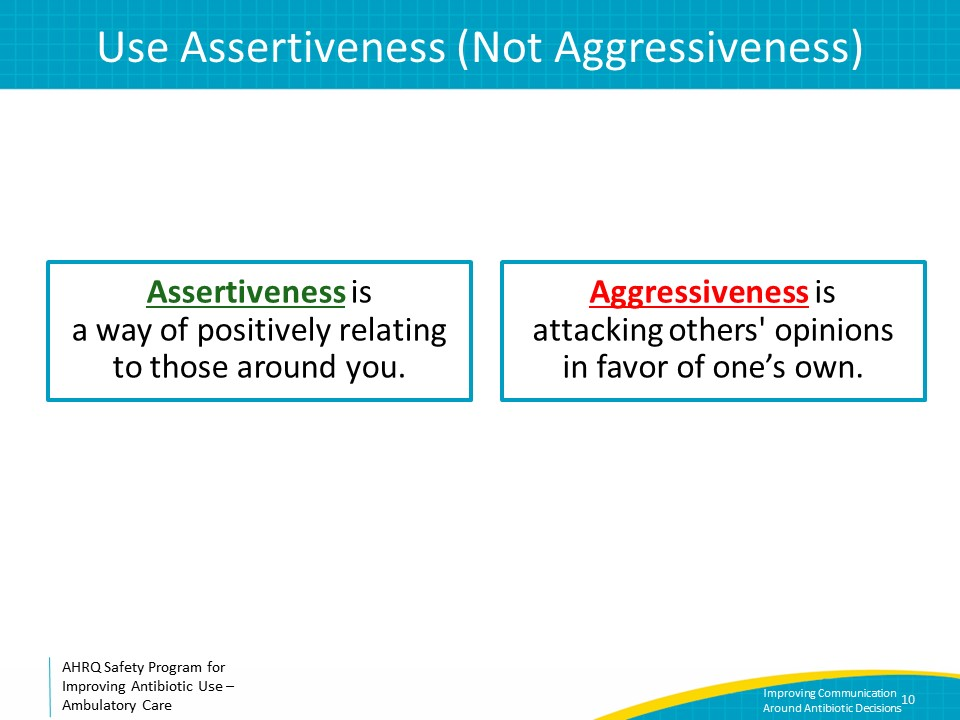 Use Assertiveness (Not Aggressiveness)
Assertiveness is
a way of positively relating
to those around you.
Aggressiveness is
attacking others' opinions
in favor of one’s own.
AHRQ Safety Program for
Improving Antibiotic Use –
Ambulatory Care
Improving Communication
Around Antibiotic Decisions
10